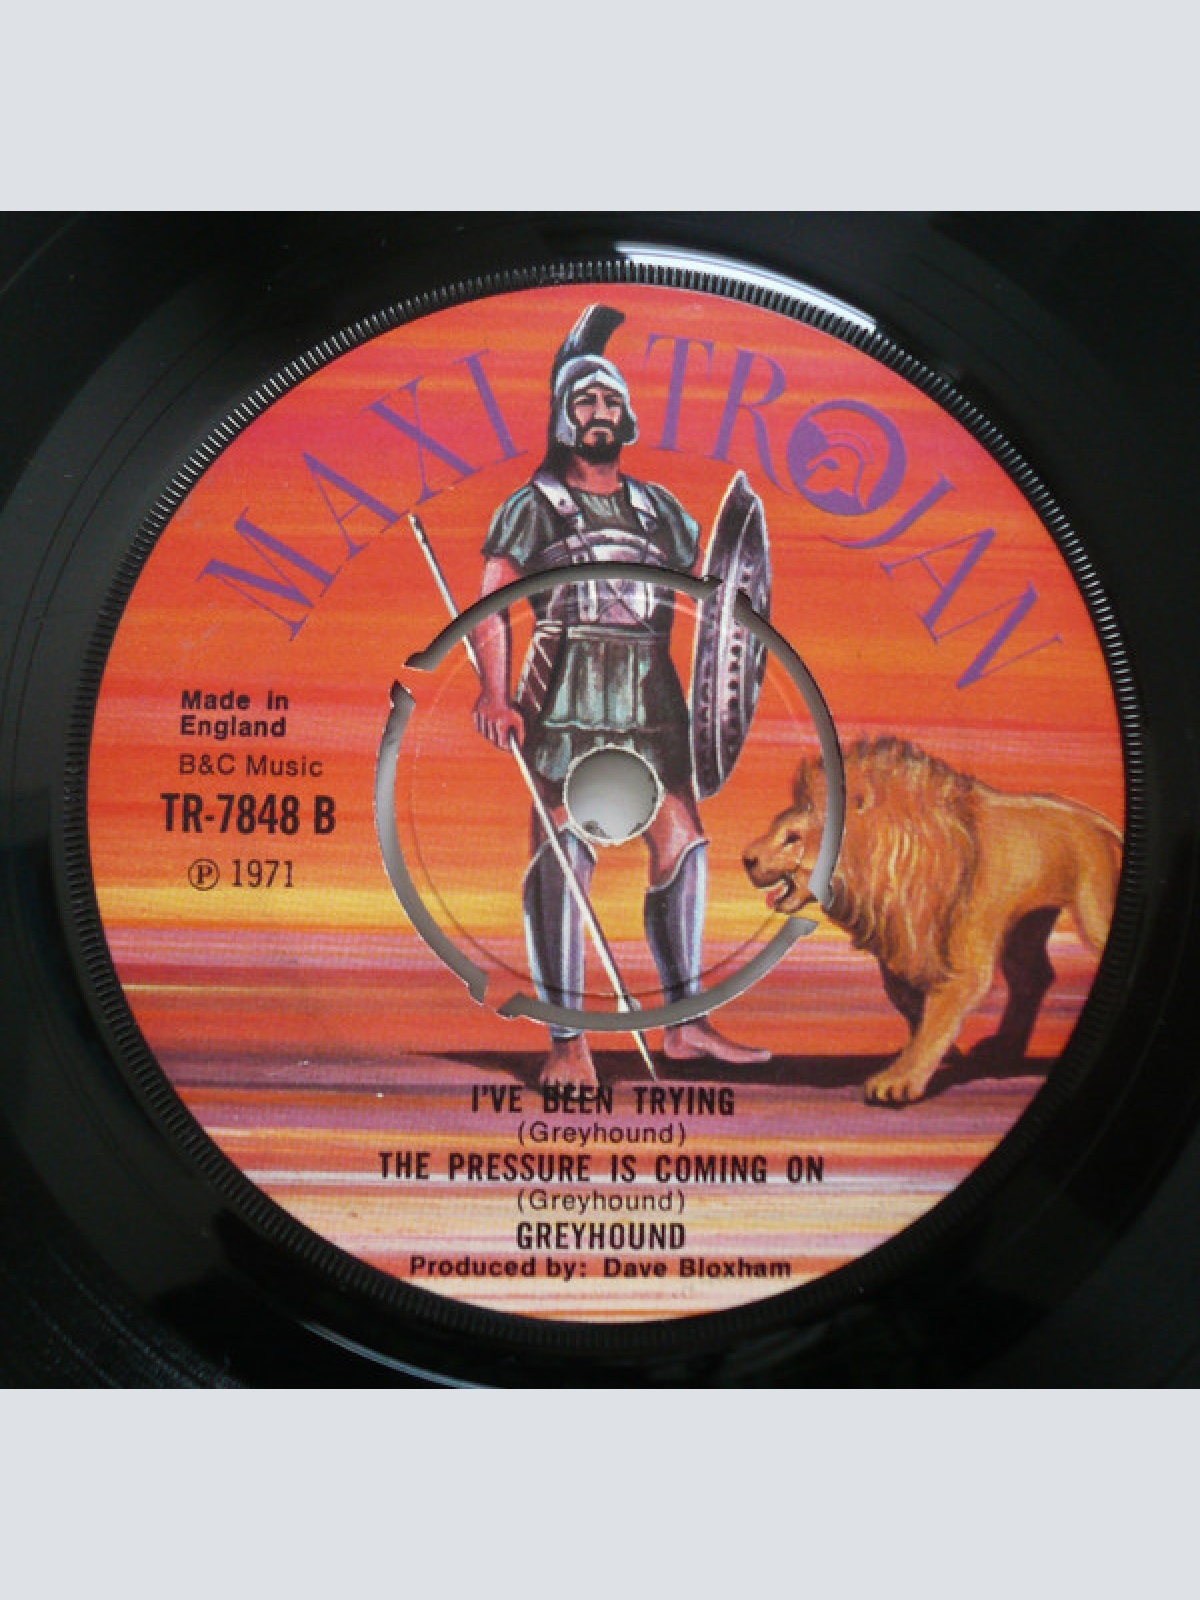 MAXI TROJAN
Made in
England
B&C Music
TR-7848 B
Ⓟ 1971
I'VE BEEN TRYING
(Greyhound)
THE PRESSURE IS COMING ON
(Greyhound)
GREYHOUND
Produced by: Dave Bloxham